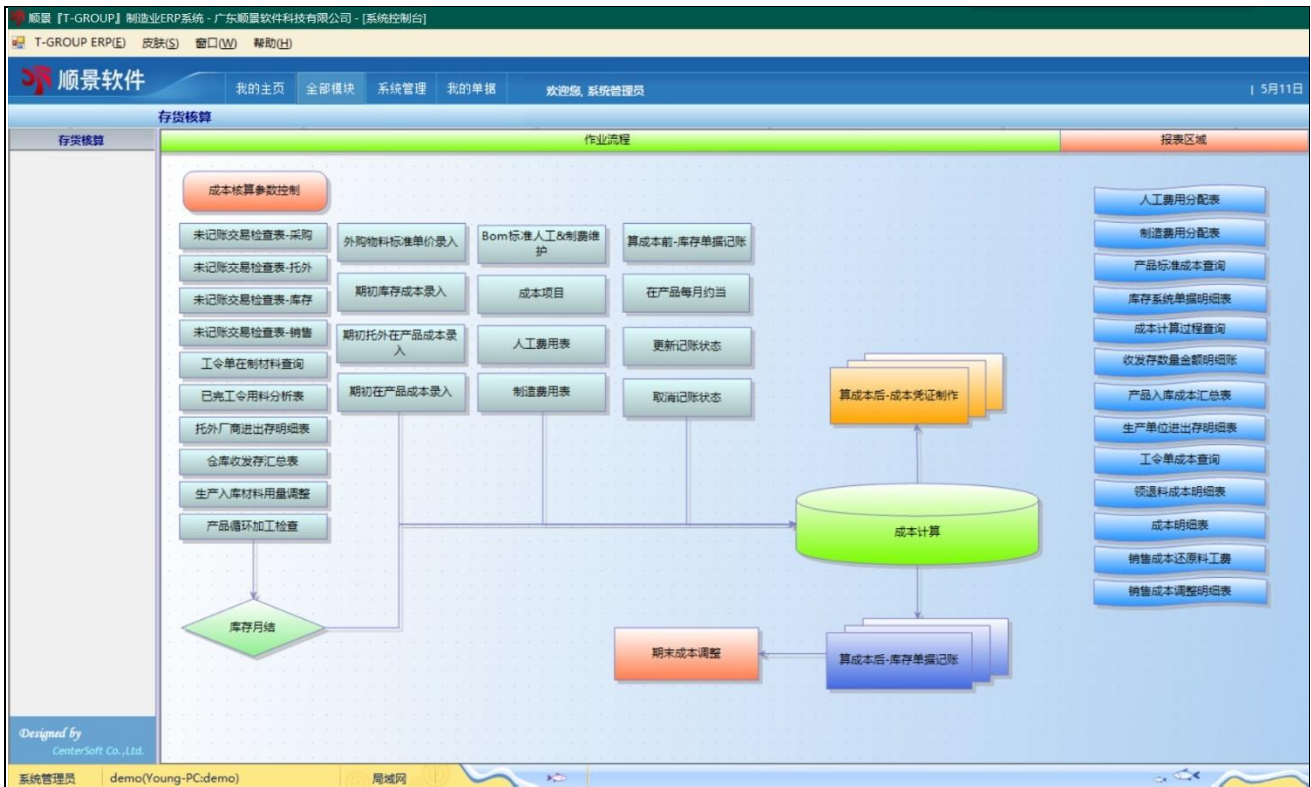 顺景『T-GROUP』制造业ERP系统 - 广东顺景软件科技有限公司 - [系统控制台]
T-GROUP ERP(E) 皮肤(S) 窗口(W) 帮助(H)
顺景软件
我的主页 全部模块 系统管理 我的单据 欢迎您, 系统管理员 | 5月11日
存货核算
存货核算 作业流程 报表区域
成本核算参数控制
未记账交易检查表-采购
未记账交易检查表-托外
未记账交易检查表-库存
未记账交易检查表-销售
工令单在制材料查询
已完工令用料分析表
托外厂商进出存明细表
仓库收发存汇总表
生产入库材料用量调整
产品循环加工检查
库存月结
外购物料标准单价录入
期初库存成本录入
期初托外在产品成本录
入
期初在产品成本录入
Bom标准人工&制费维
护
成本项目
人工费用表
制造费用表
算成本前-库存单据记账
在产品每月约当
更新记账状态
取消记账状态
算成本后-成本凭证制作
成本计算
算成本后-库存单据记账
期末成本调整
人工费用分配表
制造费用分配表
产品标准成本查询
库存系统单据明细表
成本计算过程查询
收发存数量金额明细账
产品入库成本汇总表
生产单位进出存明细表
工令单成本查询
领退料成本明细表
成本明细表
销售成本还原料工费
销售成本调整明细表
Designed by
CenterSoft Co.,Ltd.
系统管理员 demo(Young-PC:demo) 局域网